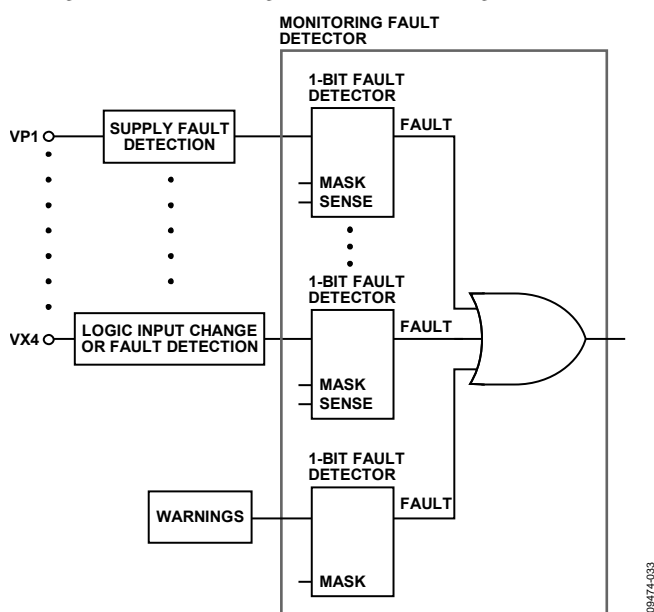 MONITORING FAULT
DETECTOR
1-BIT FAULT
DETECTOR
VP1
SUPPLY FAULT
DETECTION
FAULT
MASK
SENSE
1-BIT FAULT
DETECTOR
VX4
LOGIC INPUT CHANGE
OR FAULT DETECTION
FAULT
MASK
SENSE
1-BIT FAULT
DETECTOR
WARNINGS
FAULT
MASK
09474-033